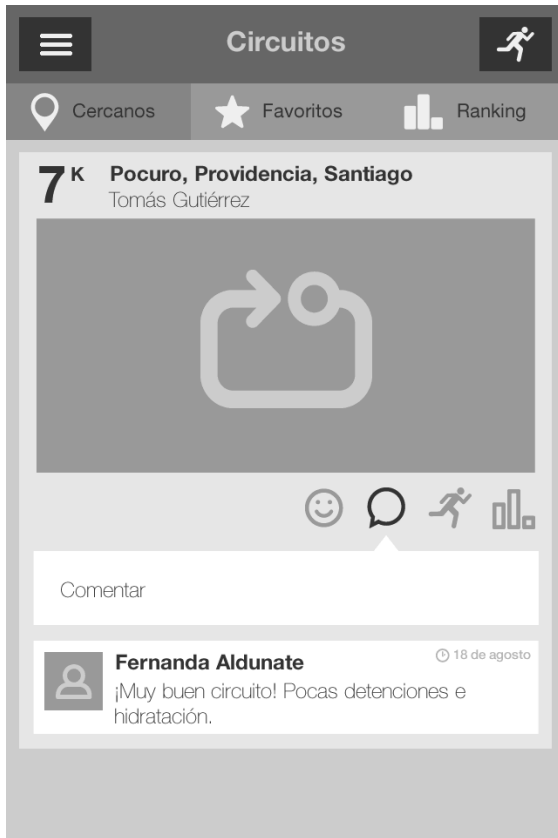 Circuitos
Cercanos Favoritos Ranking
7 K Pocuro, Providencia, Santiago
Tomás Gutiérrez
Comentar
Fernanda Aldunate 18 de agosto
¡Muy buen circuito! Pocas detenciones e
hidratación.